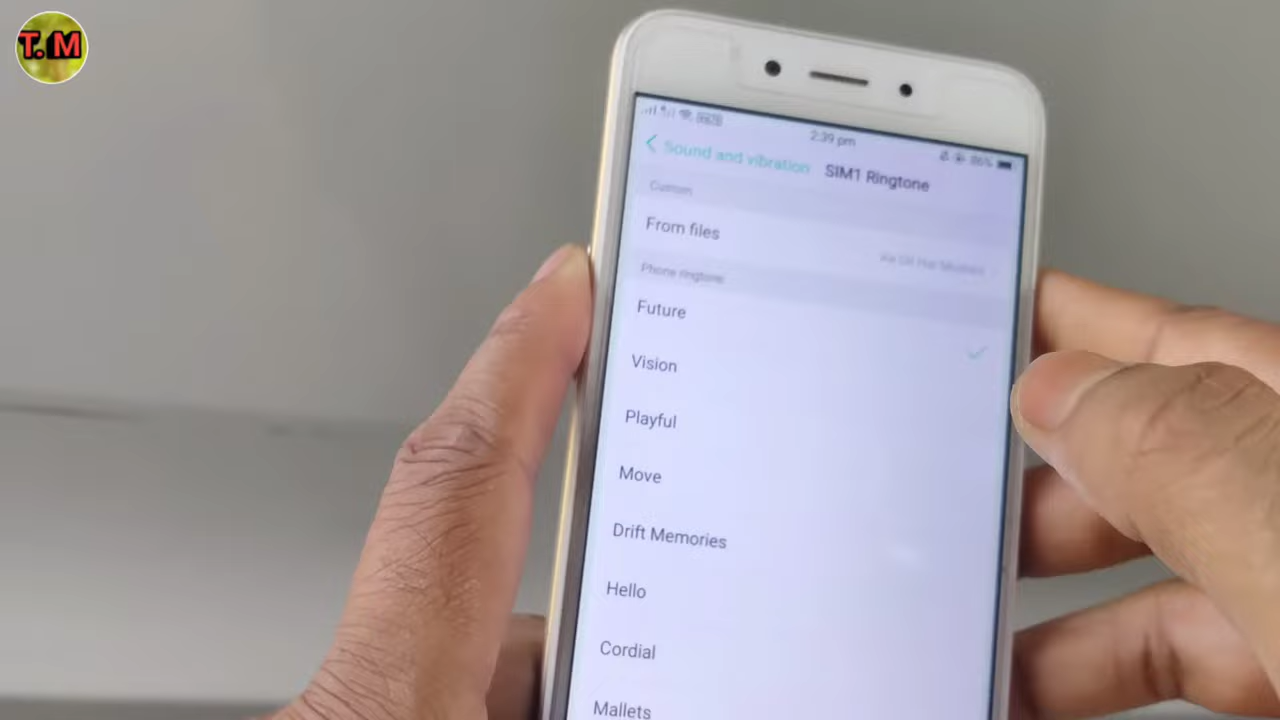 T. M
2:39 pm
86%
Sound and vibration
SIM1 Ringtone
Custom
From files
Phone ringtone
Future
Vision
Playful
Move
Drift Memories
Hello
Cordial
Mallets